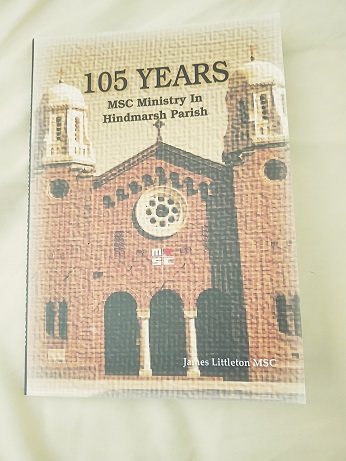 105 YEARS
MSC Ministry In
Hindmarsh Parish
James Littleton MSC